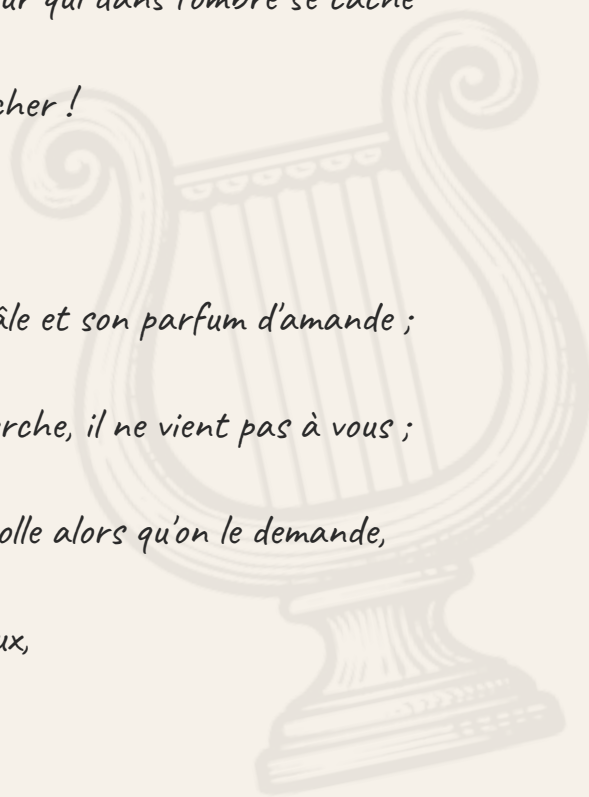 qui dans l'ombre se cache
cher !
âle et son parfum d'amande ;
rche, il ne vient pas à vous ;
olle alors qu'on le demande,
ux,